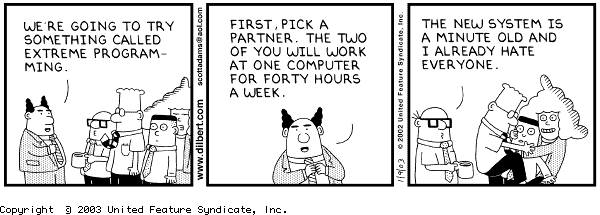 WE'RE GOING TO TRY
SOMETHING CALLED
EXTREME PROGRAM-
MING.
www.dilbert.com
scottadams@aol.com
FIRST, PICK A
PARTNER. THE TWO
OF YOU WILL WORK
AT ONE COMPUTER
FOR FORTY HOURS
A WEEK.
1/9/03 © 2002 United Feature Syndicate, Inc.
THE NEW SYSTEM IS
A MINUTE OLD AND
I ALREADY HATE
EVERYONE.
Copyright © 2003 United Feature Syndicate, Inc.